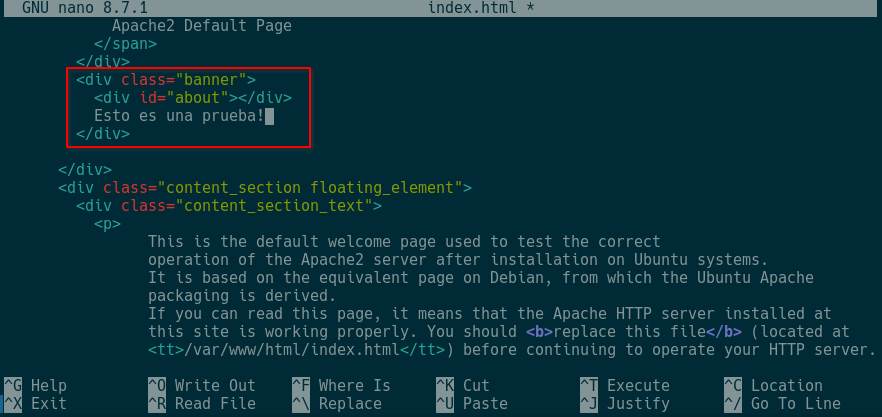 GNU nano 8.7.1 index.html *
Apache2 Default Page
</span>
</div>
<div class="banner">
<div id="about"></div>
Esto es una prueba!
</div>
</div>
<div class="content_section floating_element">
<div class="content_section_text">
<p>
This is the default welcome page used to test the correct
operation of the Apache2 server after installation on Ubuntu systems.
It is based on the equivalent page on Debian, from which the Ubuntu Apache
packaging is derived.
If you can read this page, it means that the Apache HTTP server installed at
this site is working properly. You should <b>replace this file</b> (located at
<tt>/var/www/html/index.html</tt>) before continuing to operate your HTTP server.
^G Help ^O Write Out ^F Where Is ^K Cut ^T Execute ^C Location
^X Exit ^R Read File ^\ Replace ^U Paste ^J Justify ^/ Go To Line